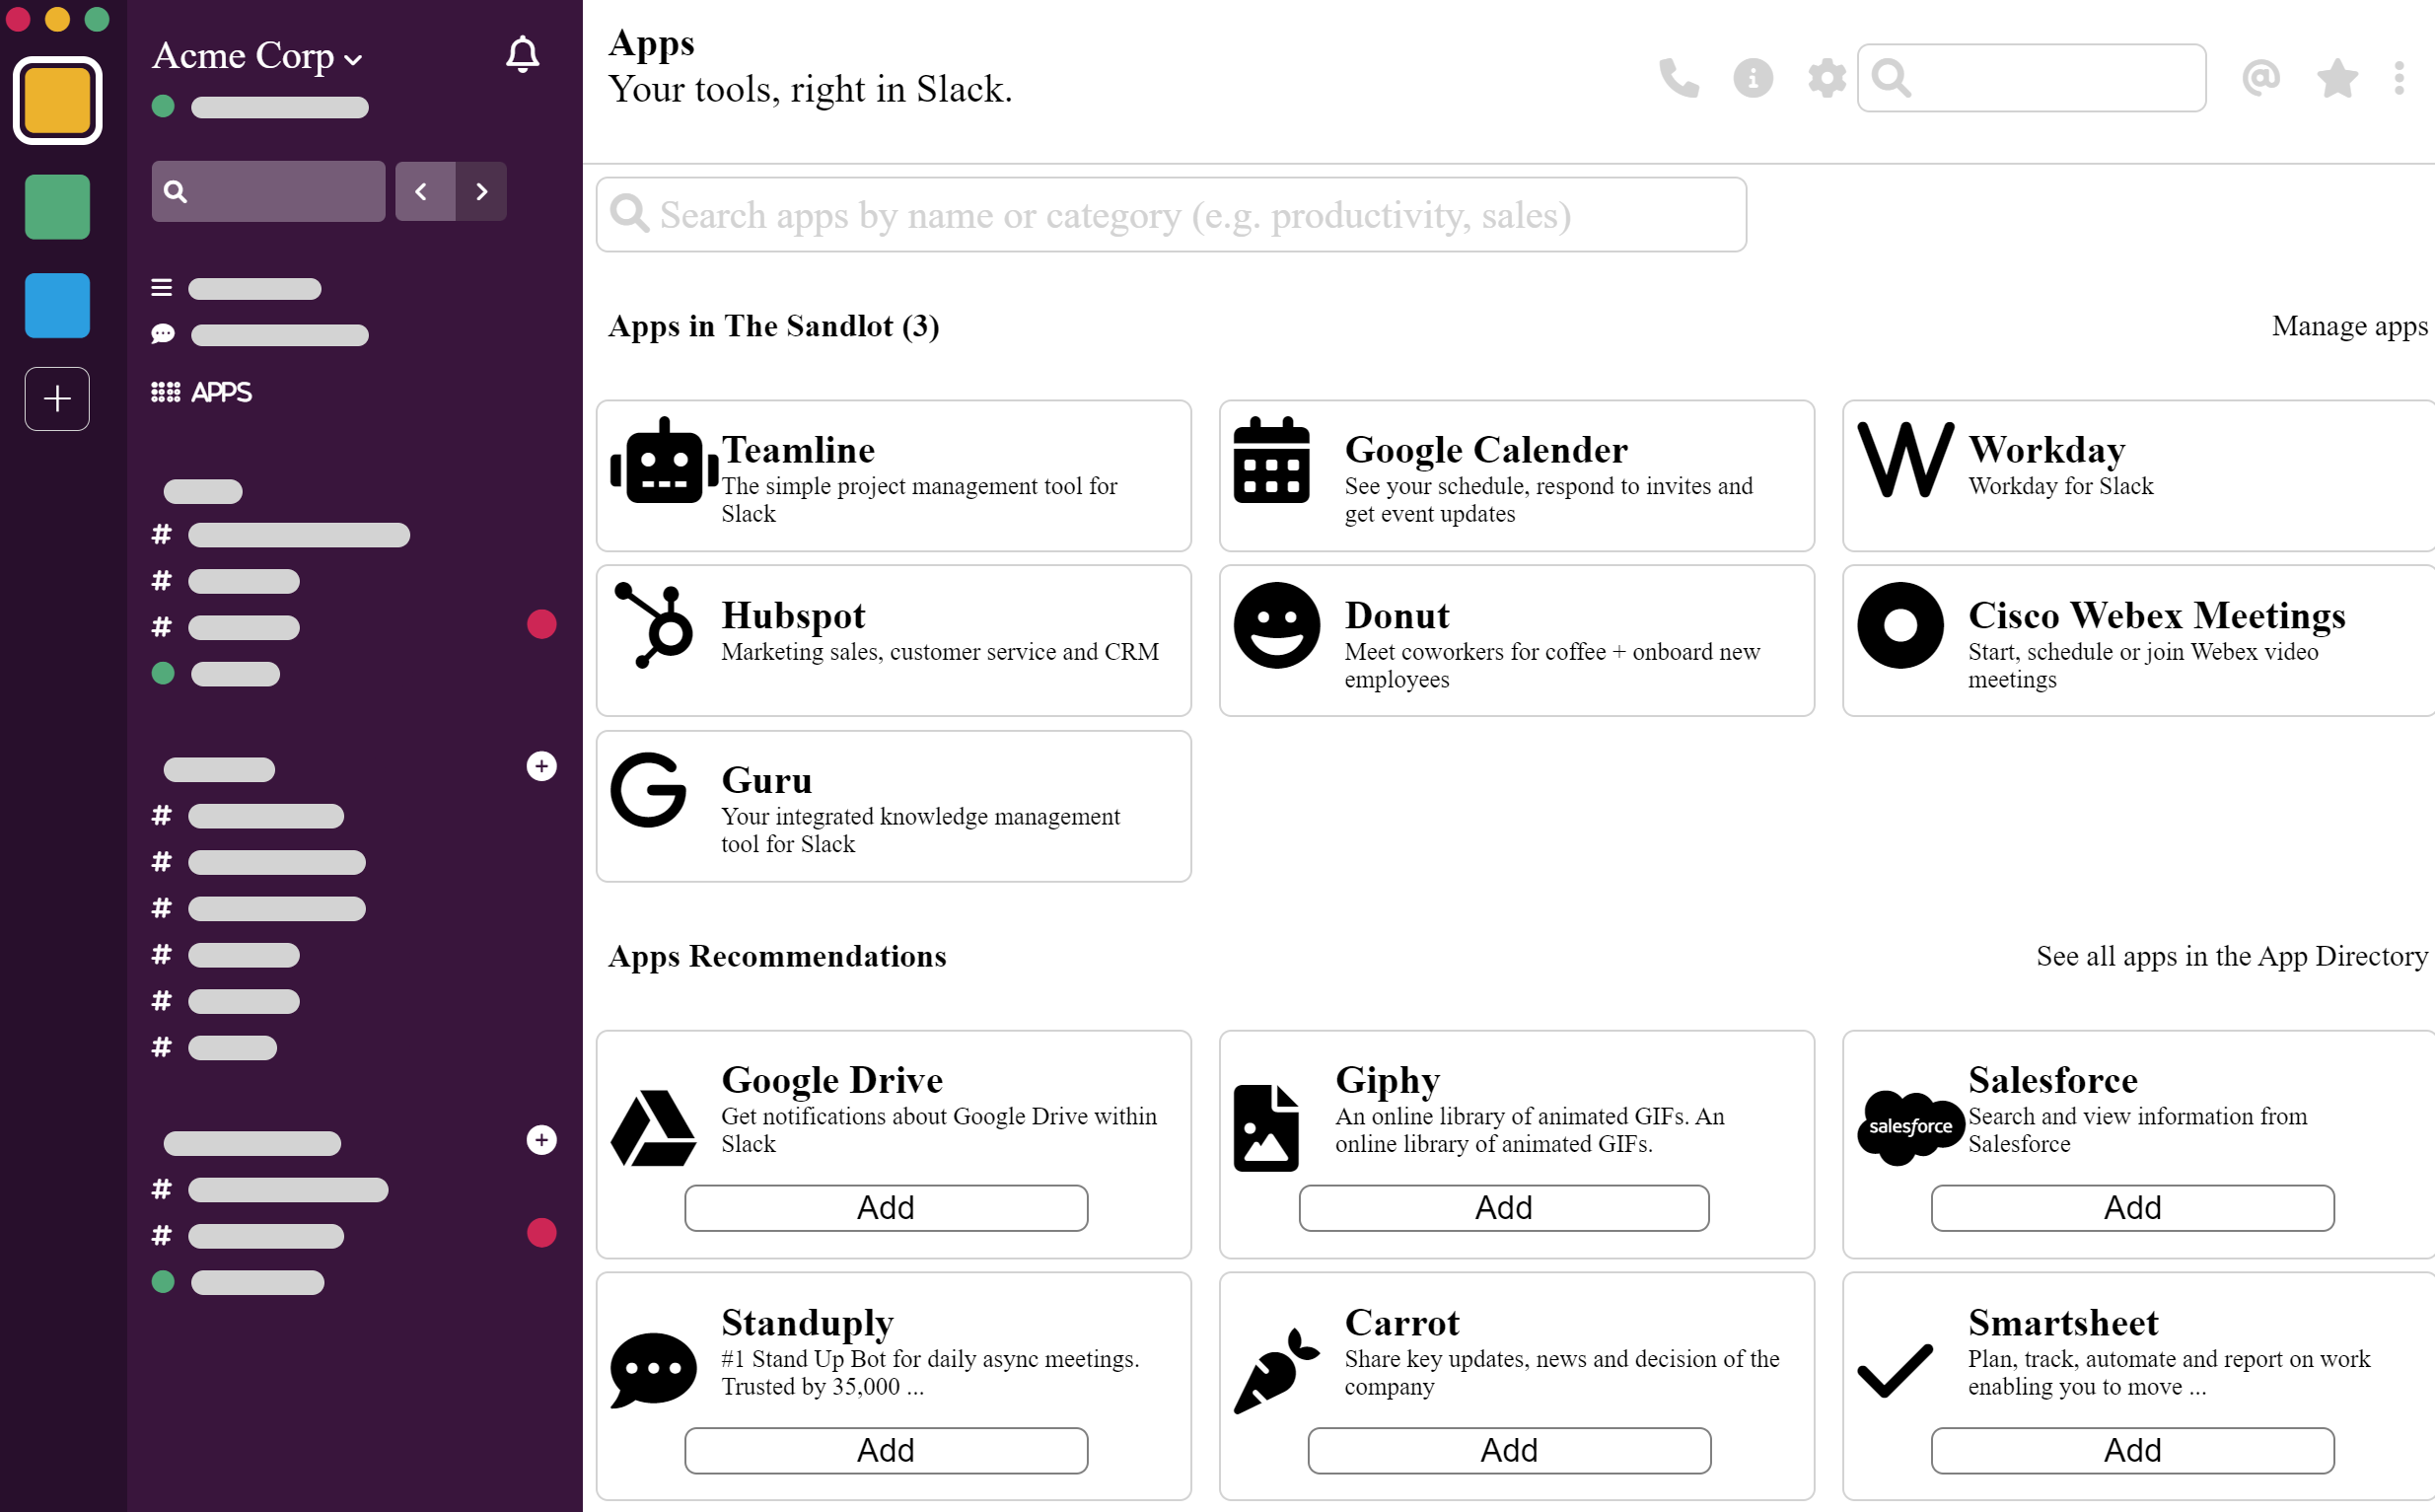 Acme Corp
APPS
Apps
Your tools, right in Slack.
Search apps by name or category (e.g. productivity, sales)
Apps in The Sandlot (3)
Manage apps
Teamline
The simple project management tool for
Slack
Google Calender
See your schedule, respond to invites and
get event updates
Workday
Workday for Slack
Hubspot
Marketing sales, customer service and CRM
Donut
Meet coworkers for coffee + onboard new
employees
Cisco Webex Meetings
Start, schedule or join Webex video
meetings
Guru
Your integrated knowledge management
tool for Slack
Apps Recommendations
See all apps in the App Directory
Google Drive
Get notifications about Google Drive within
Slack
Add
Giphy
An online library of animated GIFs. An
online library of animated GIFs.
Add
salesforce
Salesforce
Search and view information from
Salesforce
Add
Standuply
#1 Stand Up Bot for daily async meetings.
Trusted by 35,000 ...
Add
Carrot
Share key updates, news and decision of the
company
Add
Smartsheet
Plan, track, automate and report on work
enabling you to move ...
Add